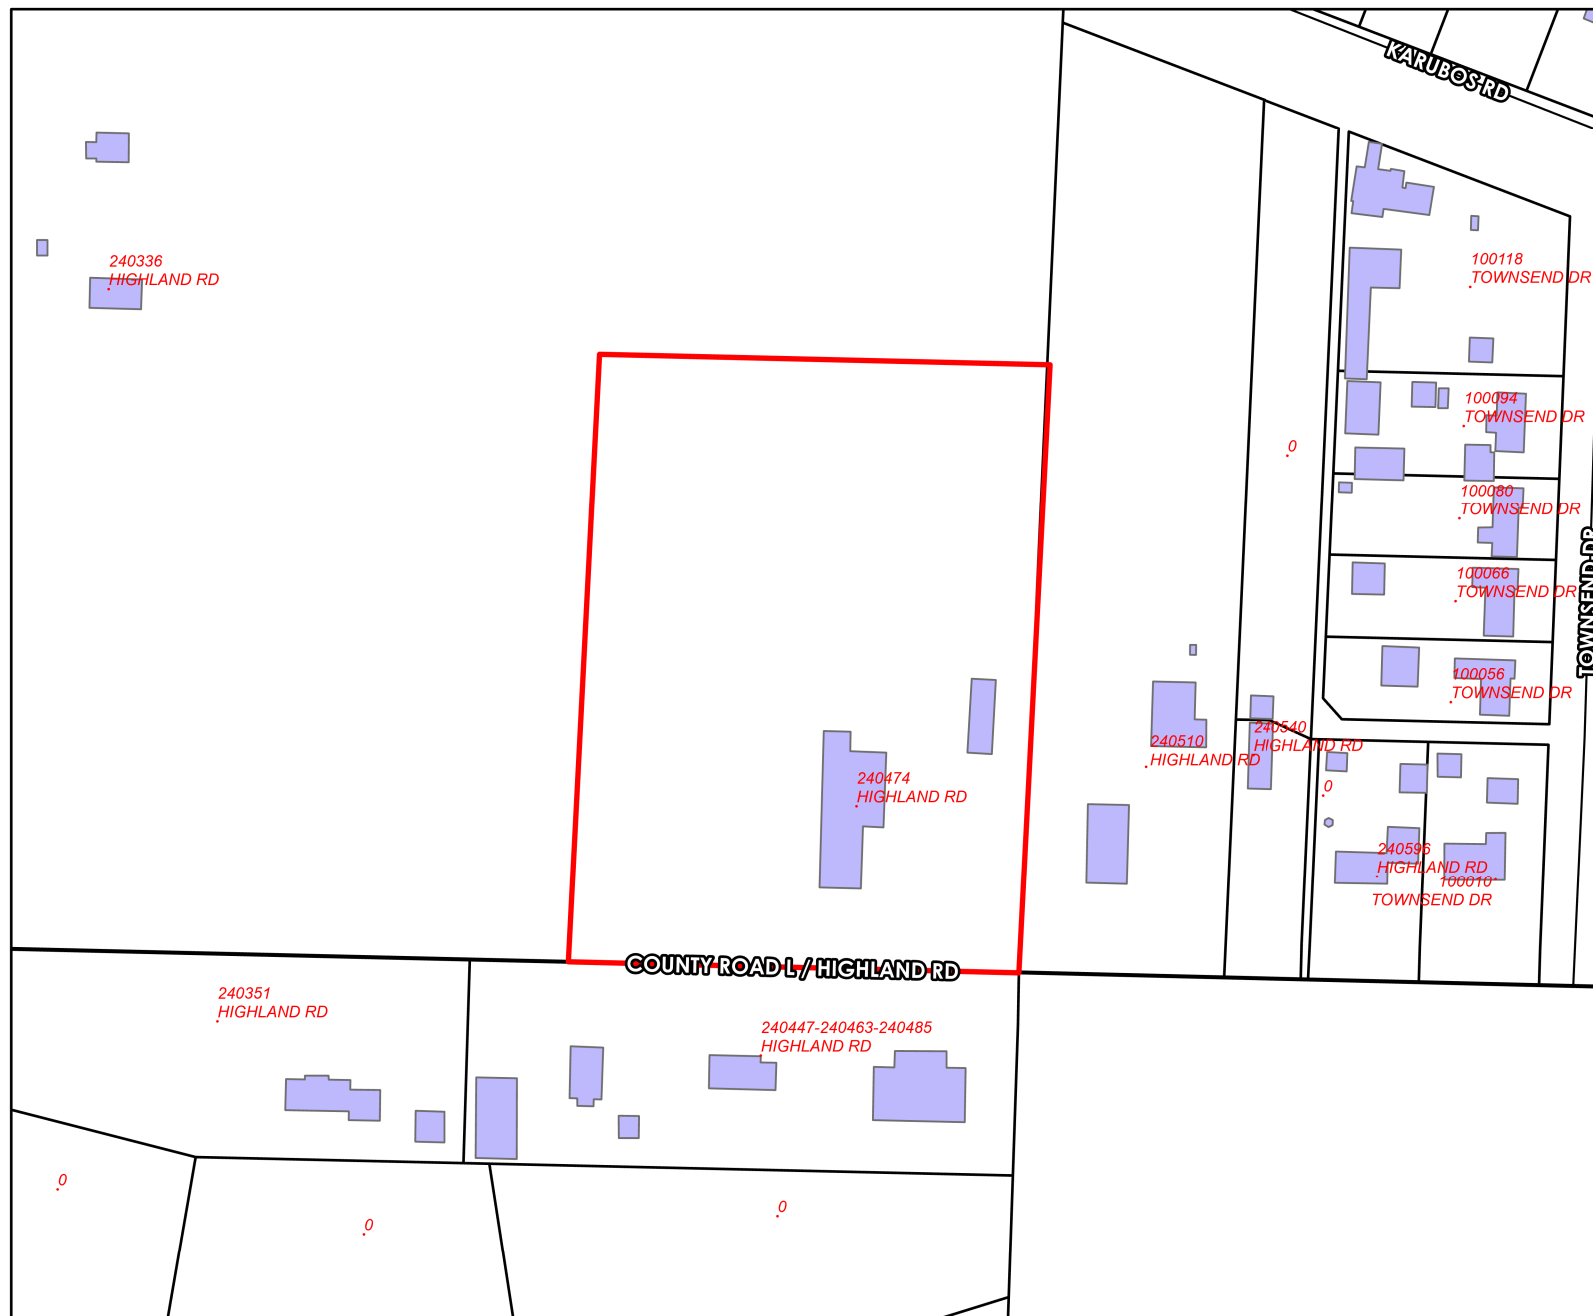 KARUBOS RD
240336
HIGHLAND RD
100118
TOWNSEND DR
100094
TOWNSEND DR
0
100080
TOWNSEND DR
TOWNSEND DR
100066
TOWNSEND DR
100056
TOWNSEND DR
240540
HIGHLAND RD
240510
HIGHLAND RD
240474
HIGHLAND RD
0
240596
HIGHLAND RD
100010
TOWNSEND DR
COUNTY ROAD L / HIGHLAND RD
240351
HIGHLAND RD
240447-240463-240485
HIGHLAND RD
0
0
0